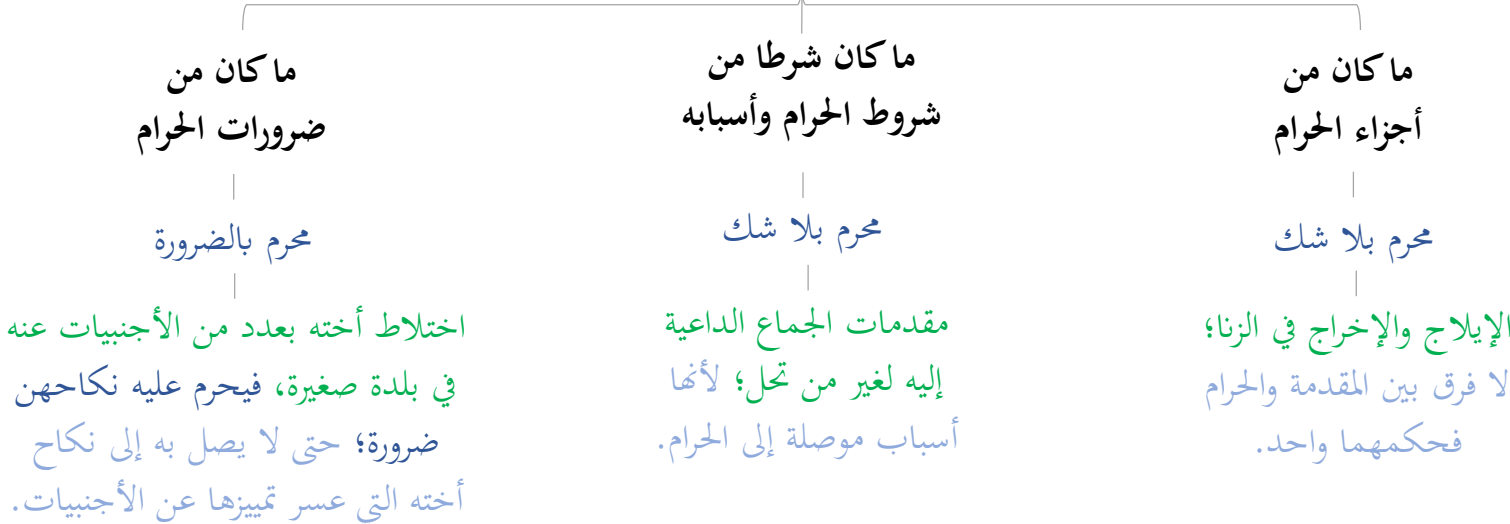 ما كان من
أجزاء الحرام
محرم بلا شك
الإيلاج والإخراج في الزنا؛
لا فرق بين المقدمة والحرام
فحكمهما واحد.
ما كان شرطا من
شروط الحرام وأسبابه
محرم بلا شك
مقدمات الجماع الداعية
إليه لغير من تحل؛ لأنها
أسباب موصلة إلى الحرام.
ما كان من
ضرورات الحرام
محرم بالضرورة
اختلاط أخته بعدد من الأجنبيات عنه
في بلدة صغيرة، فيحرم عليه نكاحهن
ضرورة؛ حتى لا يصل به إلى نكاح
أخته التي عسر تمييزها عن الأجنبيات.